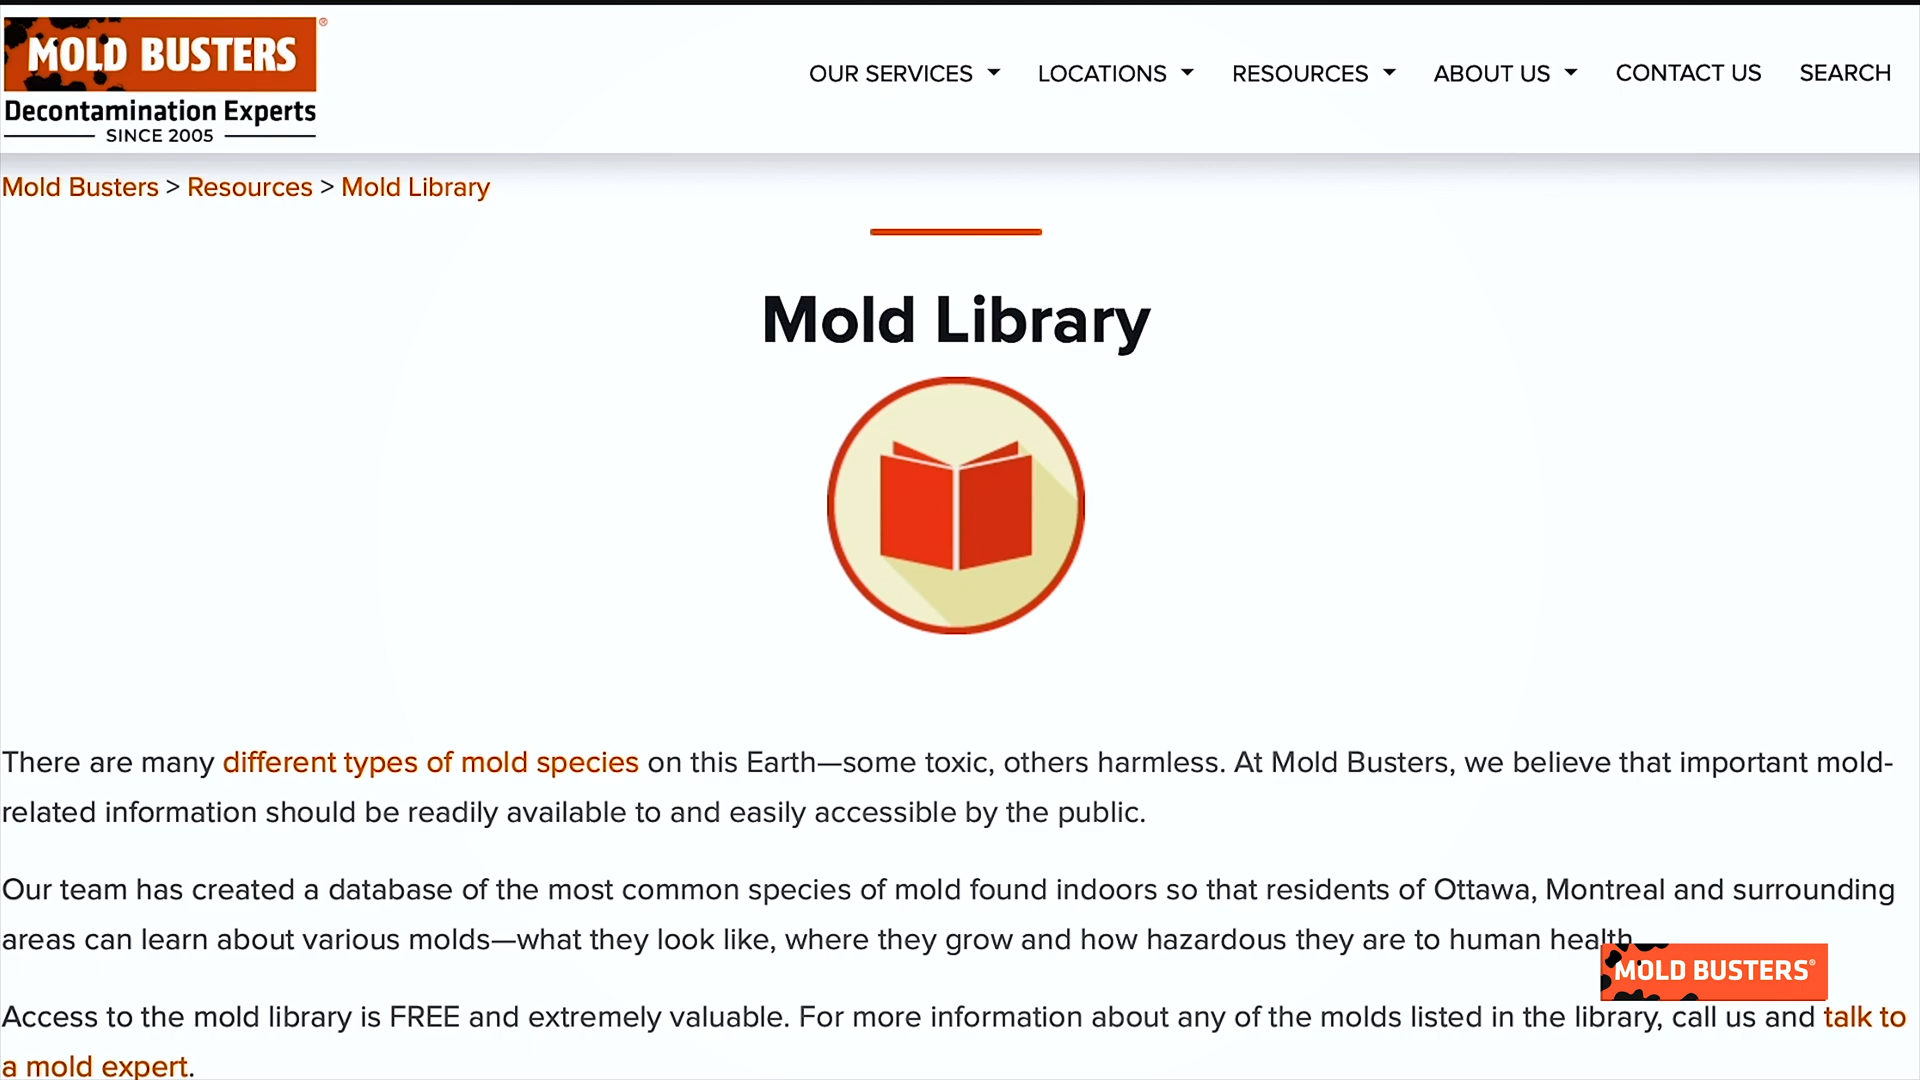 MOLD BUSTERS®
Decontamination Experts
SINCE 2005
OUR SERVICES
LOCATIONS
RESOURCES
ABOUT US
CONTACT US
SEARCH
Mold Busters > Resources > Mold Library
Mold Library
There are many different types of mold species on this Earth—some toxic, others harmless. At Mold Busters, we believe that important mold-
related information should be readily available to and easily accessible by the public.
Our team has created a database of the most common species of mold found indoors so that residents of Ottawa, Montreal and surrounding
areas can learn about various molds—what they look like, where they grow and how hazardous they are to human health
MOLD BUSTERS®
Access to the mold library is FREE and extremely valuable. For more information about any of the molds listed in the library, call us and talk to
a mold expert.